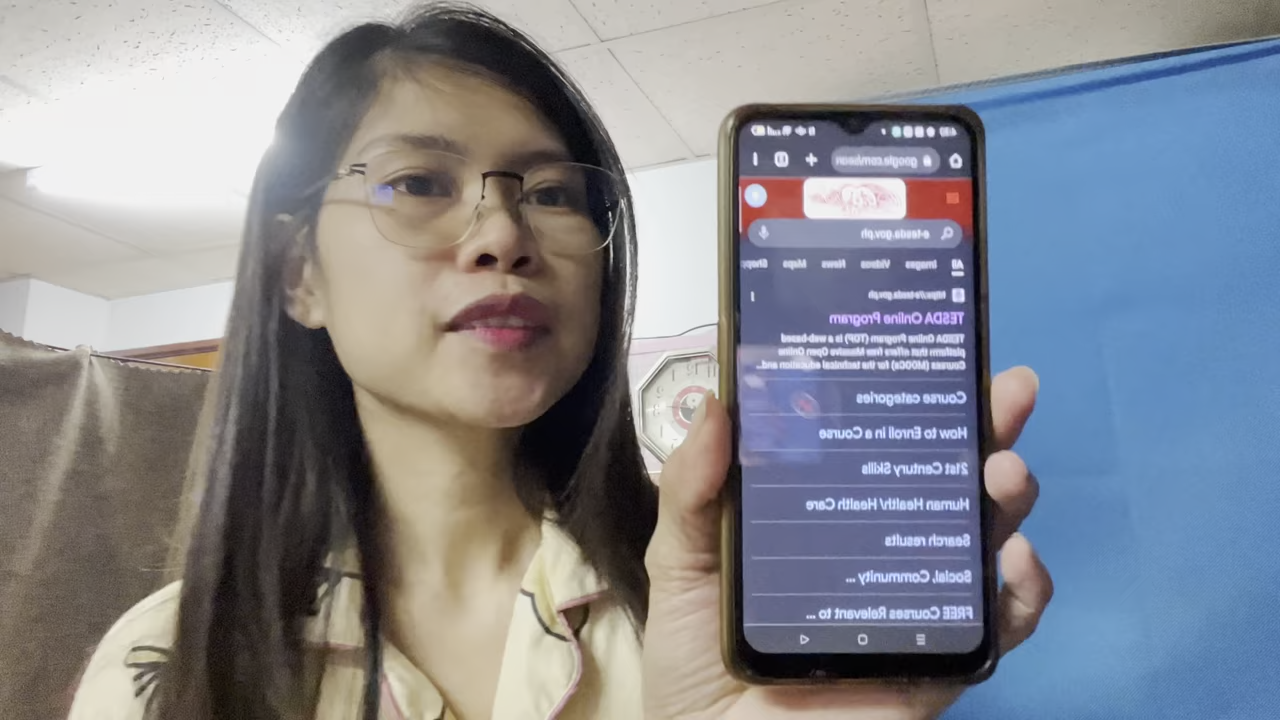 google.com/sear
e-tesda.gov.ph
All Images Videos News Maps Shopp
https://e-tesda.gov.ph
TESDA Online Program
TESDA Online Program (TOP) is a web-based
platform that offers free Massive Open Online
Courses (MOOCs) for the technical education and...
Course categories
How to Enroll in a Course
21st Century Skills
Human Health/ Health Care
Search results
Social, Community ...
FREE Courses Relevant to ...